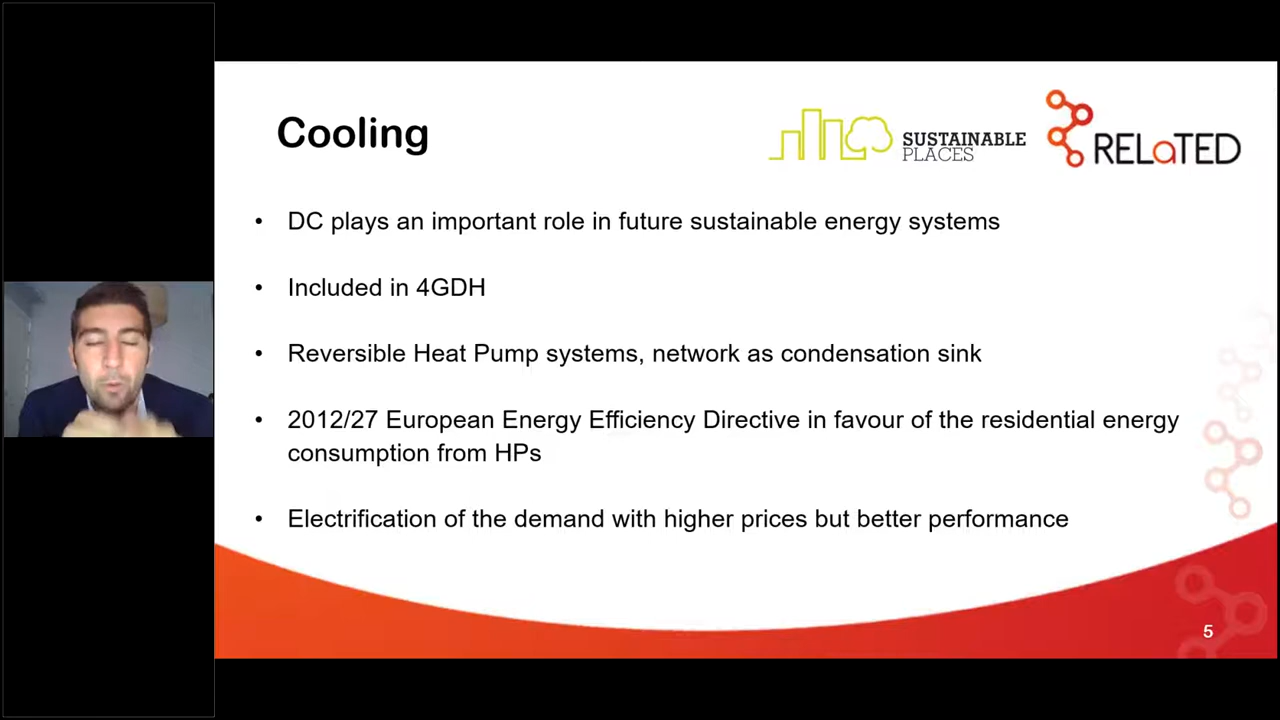 Cooling
SUSTAINABLE
PLACES
RELaTED
• DC plays an important role in future sustainable energy systems
• Included in 4GDH
• Reversible Heat Pump systems, network as condensation sink
• 2012/27 European Energy Efficiency Directive in favour of the residential energy
consumption from HPs
• Electrification of the demand with higher prices but better performance
5